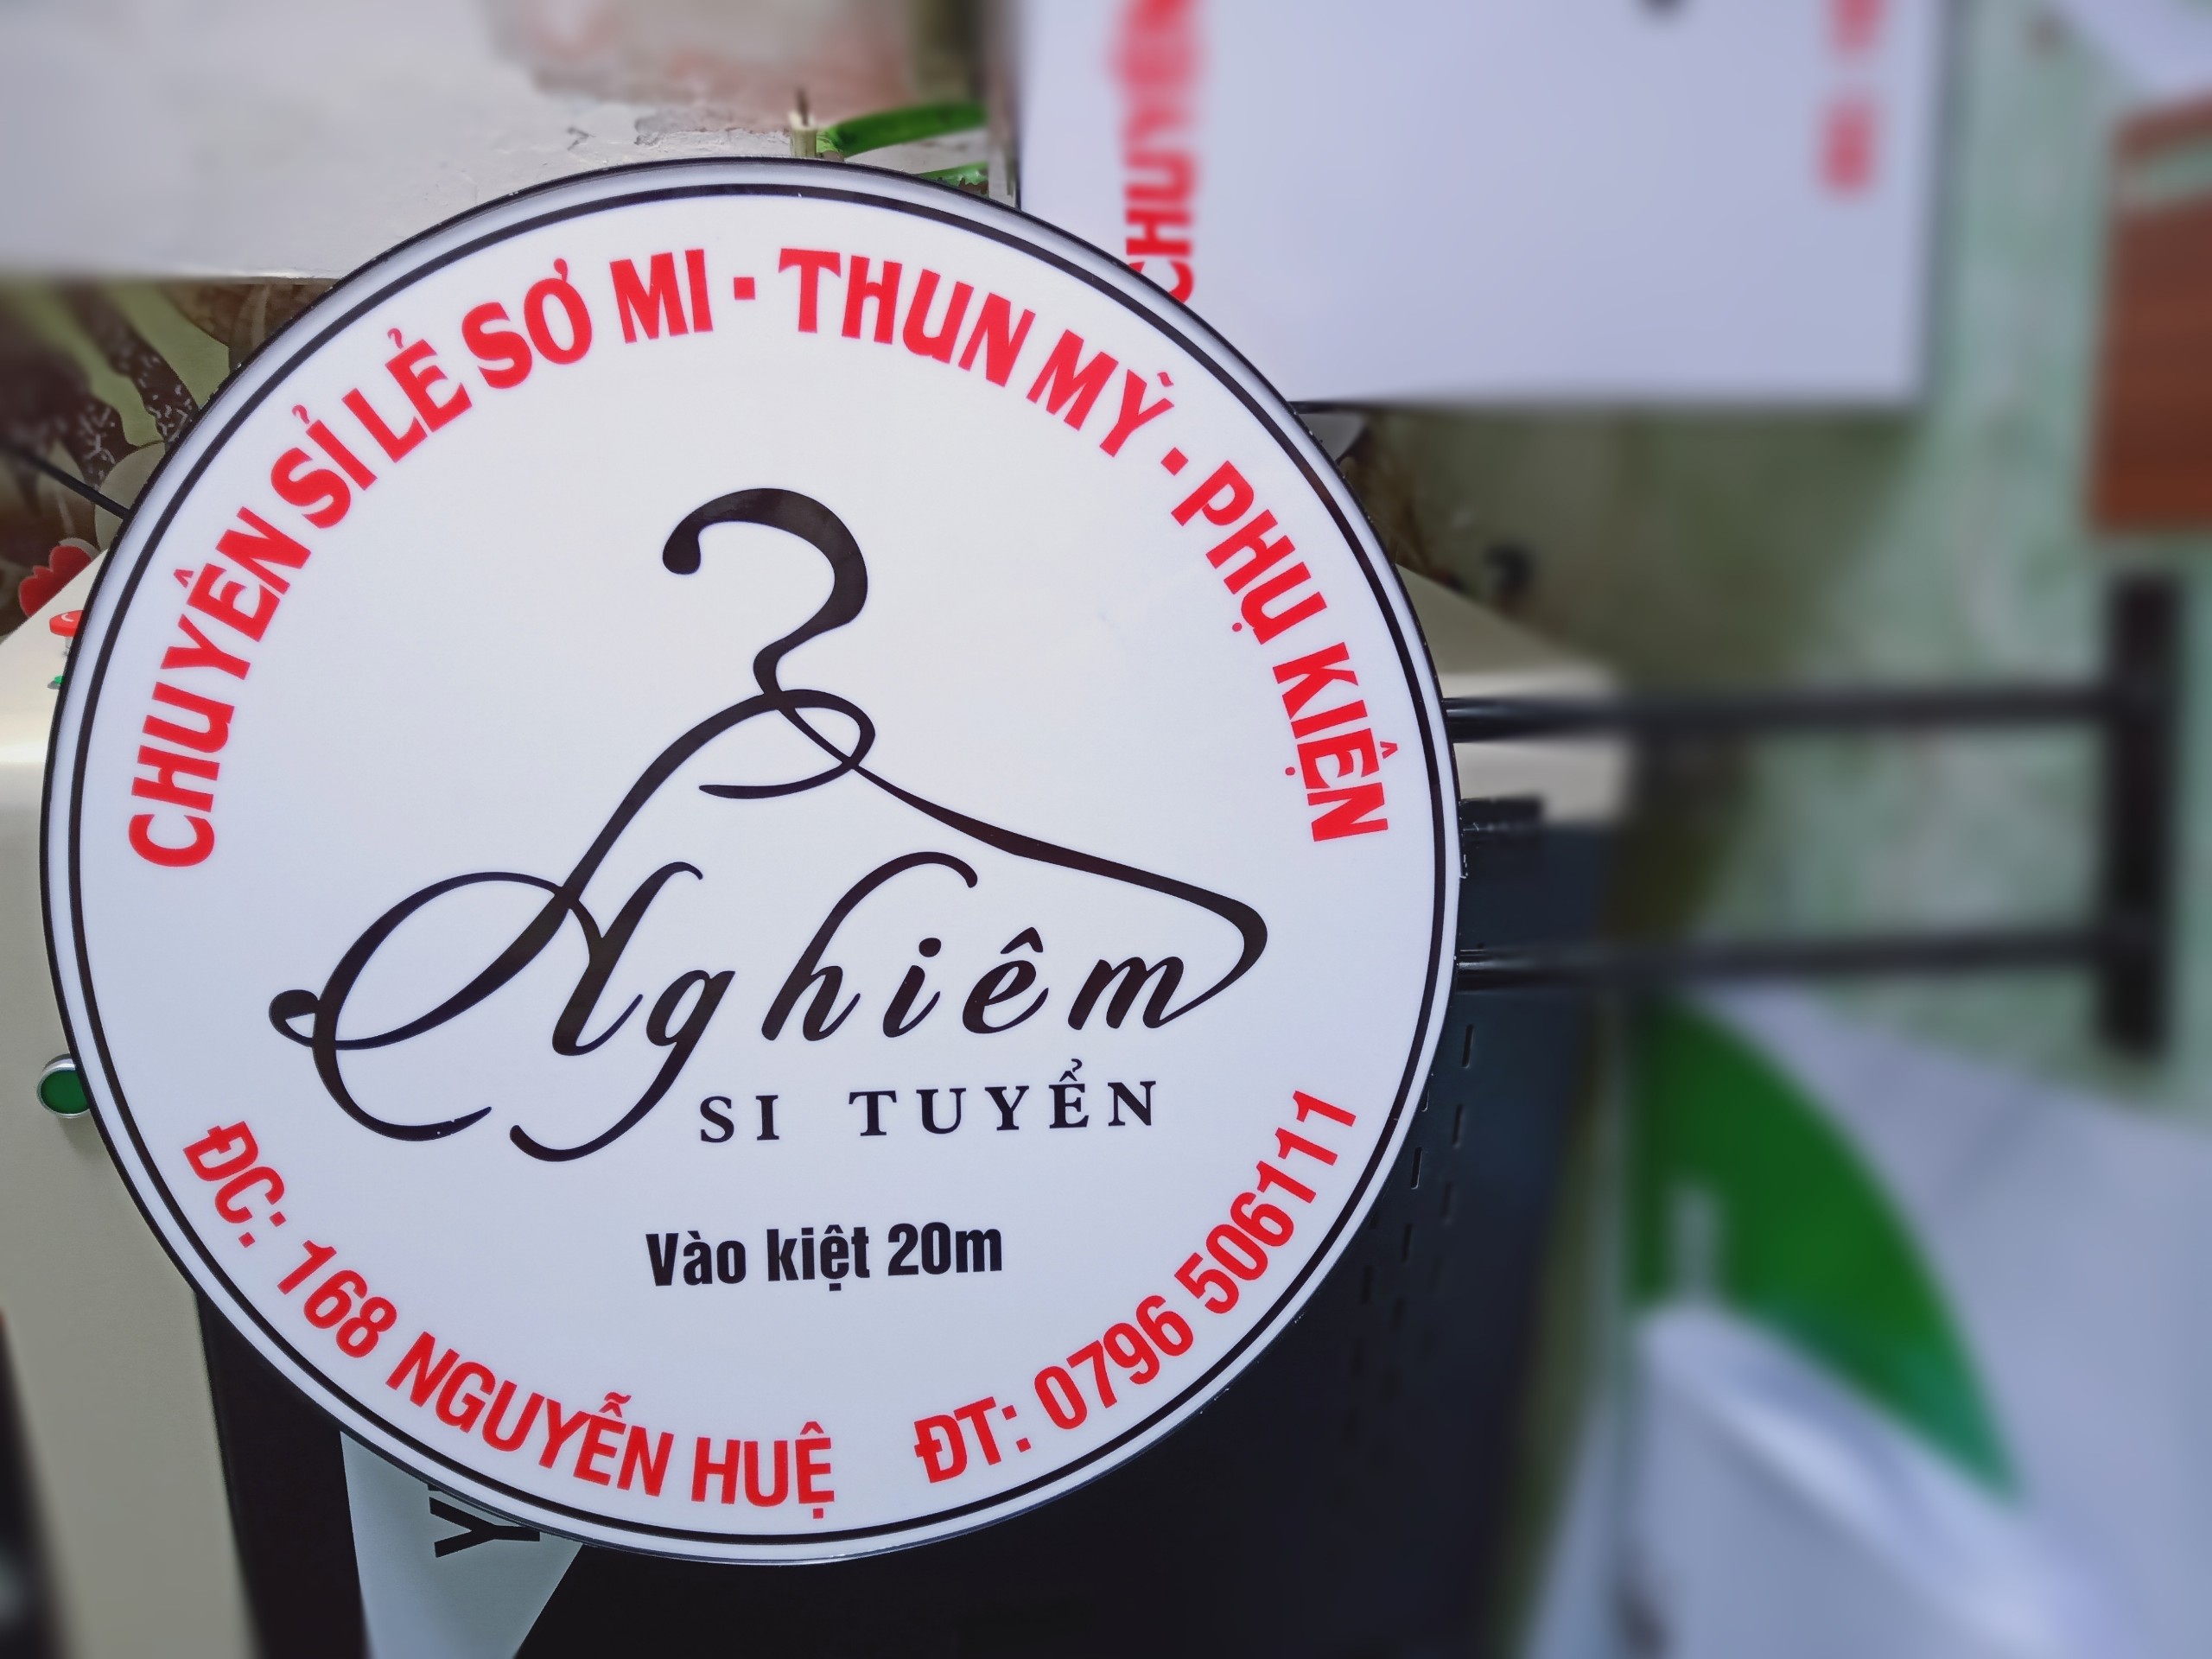 CHUYÊN SỈ LẺ SƠ MI · THUN MỸ · PHỤ KIỆN
Nghiêm
SI TUYỂN
Vào kiệt 20m
ĐC: 168 NGUYỄN HUỆ ĐT: 0796 506111
CHUYÊN